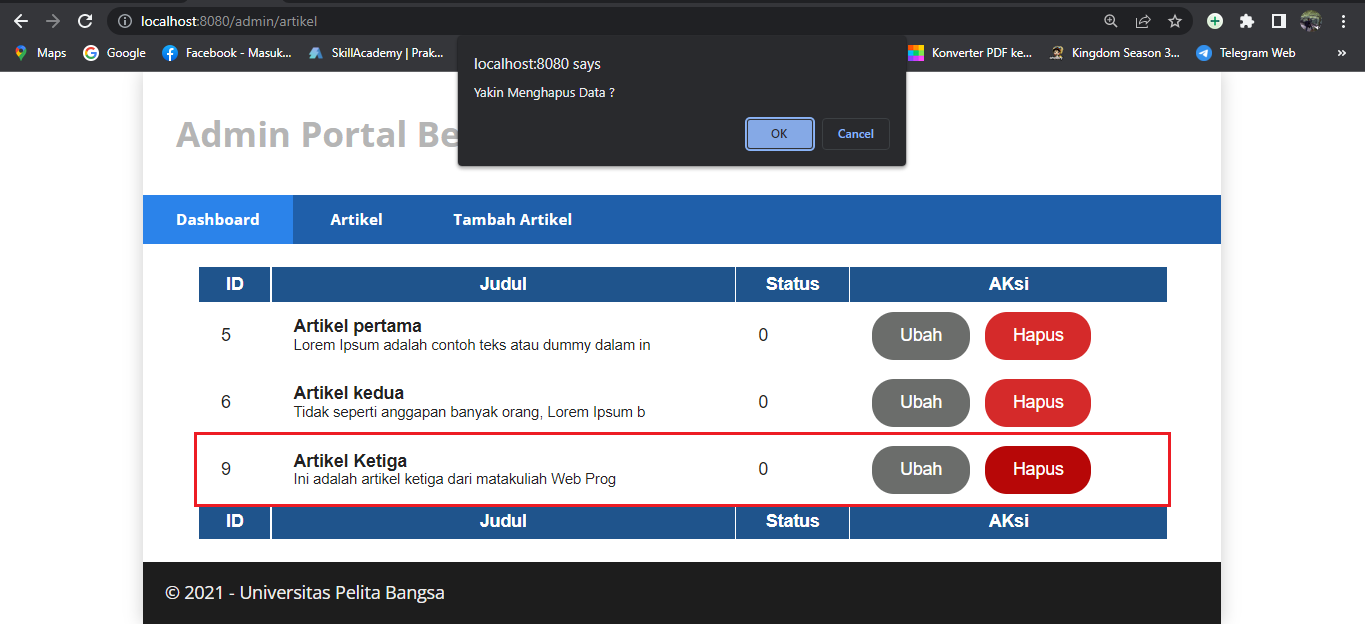 localhost:8080/admin/artikel
Maps Google Facebook - Masuk... SkillAcademy | Prak... Konverter PDF ke... Kingdom Season 3... Telegram Web »
localhost:8080 says
Yakin Menghapus Data ?
OK Cancel
Admin Portal Be
Dashboard Artikel Tambah Artikel
ID Judul Status AKsi
5 Artikel pertama 0 Ubah Hapus
Lorem Ipsum adalah contoh teks atau dummy dalam in
6 Artikel kedua 0 Ubah Hapus
Tidak seperti anggapan banyak orang, Lorem Ipsum b
9 Artikel Ketiga 0 Ubah Hapus
Ini adalah artikel ketiga dari matakuliah Web Prog
ID Judul Status AKsi
© 2021 - Universitas Pelita Bangsa